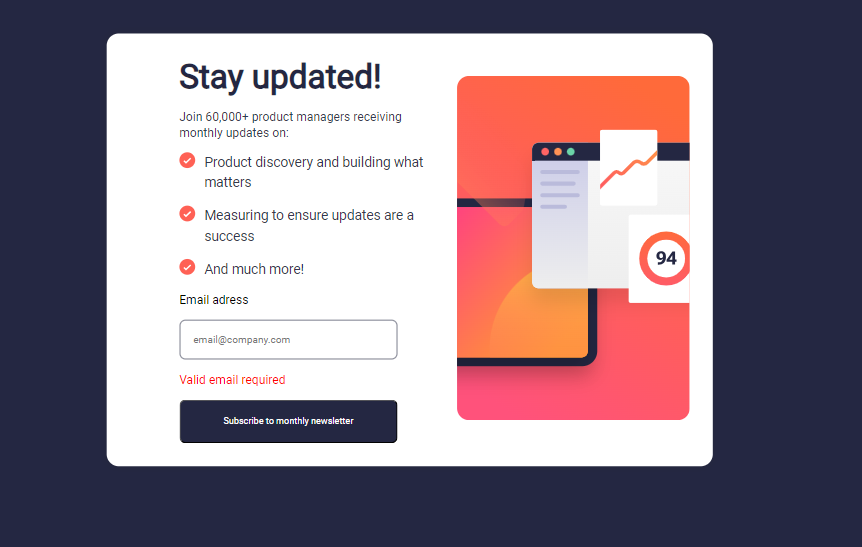 Stay updated!
Join 60,000+ product managers receiving
monthly updates on:
Product discovery and building what
matters
Measuring to ensure updates are a
success
And much more!
Email adress
email@company.com
Valid email required
Subscribe to monthly newsletter
94